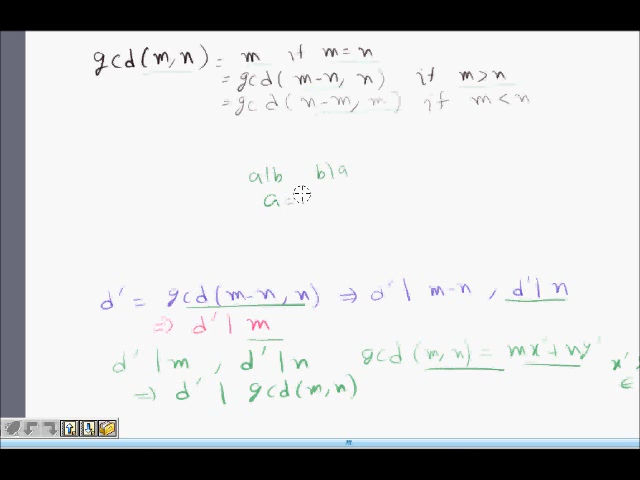 gcd(m,n) = m if m = n
= gcd(m-n, n) if m > n
= gcd(n-m, m) if m < n
a|b b|a
a =
d' = gcd(m-n, n) ⇒ d' | m-n, d' | n
⇒ d' | m
d' | m, d' | n gcd(m,n) = mx' + ny' x'
⇒ d' | gcd(m,n) ∈